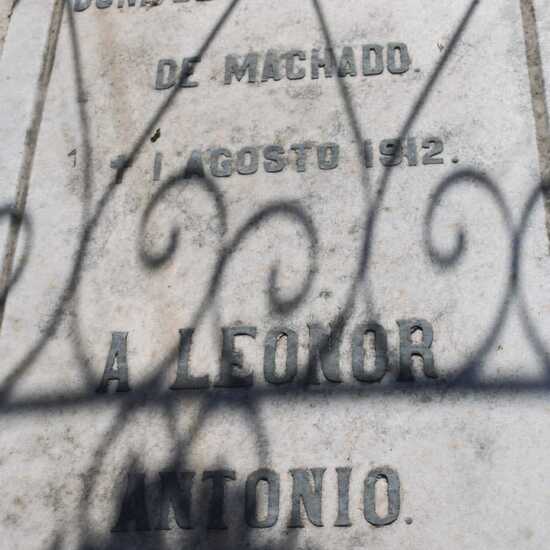 DE MACHADO.
† 1 AGOSTO 1912.
A LEONOR
ANTONIO.